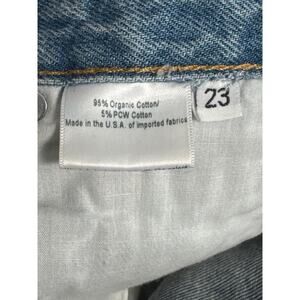 95% Organic Cotton/
5% PCW Cotton
Made in the U.S.A. of imported fabrics
23